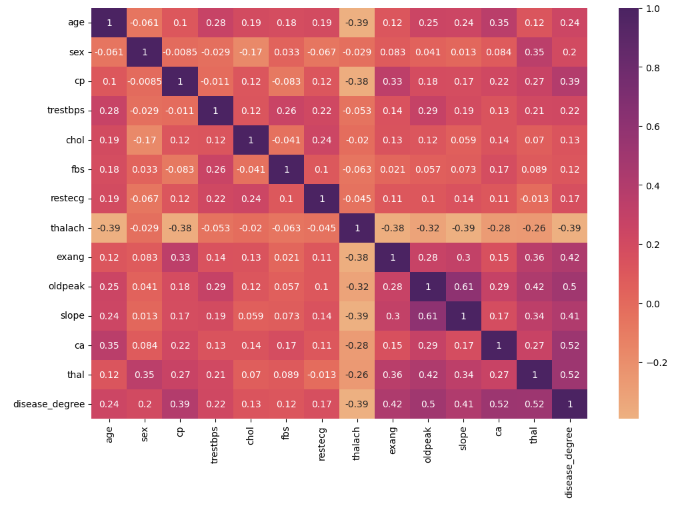 age 1 -0.061 0.1 0.28 0.19 0.18 0.19 -0.39 0.12 0.25 0.24 0.35 0.12 0.24
sex -0.061 1 -0.0085 -0.029 -0.17 0.033 -0.067 -0.029 0.083 0.041 0.013 0.084 0.35 0.2
cp 0.1 -0.0085 1 -0.011 0.12 -0.083 0.12 -0.38 0.33 0.18 0.17 0.22 0.27 0.39
trestbps 0.28 -0.029 -0.011 1 0.12 0.26 0.22 -0.053 0.14 0.29 0.19 0.13 0.21 0.22
chol 0.19 -0.17 0.12 0.12 1 -0.041 0.24 -0.02 0.13 0.12 0.059 0.14 0.07 0.13
fbs 0.18 0.033 -0.083 0.26 -0.041 1 0.1 -0.063 0.021 0.057 0.073 0.17 0.089 0.12
restecg 0.19 -0.067 0.12 0.22 0.24 0.1 1 -0.045 0.11 0.1 0.14 0.11 -0.013 0.17
thalach -0.39 -0.029 -0.38 -0.053 -0.02 -0.063 -0.045 1 -0.38 -0.32 -0.39 -0.28 -0.26 -0.39
exang 0.12 0.083 0.33 0.14 0.13 0.021 0.11 -0.38 1 0.28 0.3 0.15 0.36 0.42
oldpeak 0.25 0.041 0.18 0.29 0.12 0.057 0.1 -0.32 0.28 1 0.61 0.29 0.42 0.5
slope 0.24 0.013 0.17 0.19 0.059 0.073 0.14 -0.39 0.3 0.61 1 0.17 0.34 0.41
ca 0.35 0.084 0.22 0.13 0.14 0.17 0.11 -0.28 0.15 0.29 0.17 1 0.27 0.52
thal 0.12 0.35 0.27 0.21 0.07 0.089 -0.013 -0.26 0.36 0.42 0.34 0.27 1 0.52
disease_degree 0.24 0.2 0.39 0.22 0.13 0.12 0.17 -0.39 0.42 0.5 0.41 0.52 0.52 1
age sex cp trestbps chol fbs restecg thalach exang oldpeak slope ca thal disease_degree
1.0
0.8
0.6
0.4
0.2
0.0
−0.2